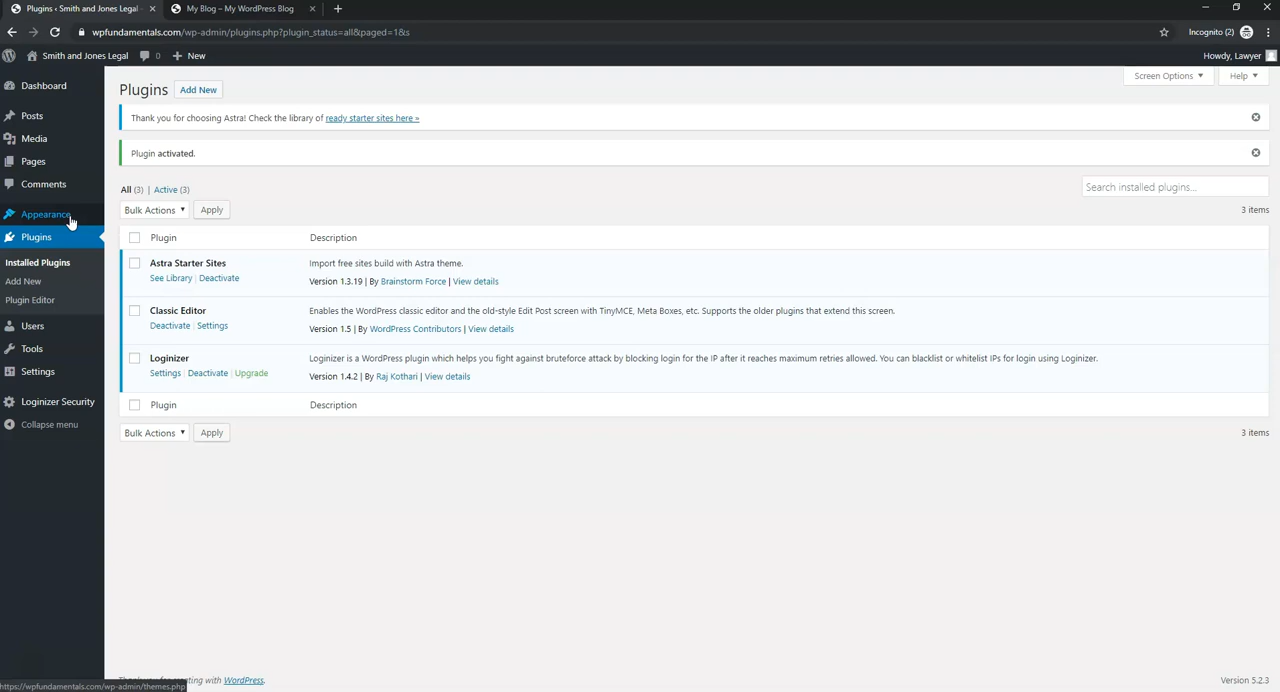 Plugins ‹ Smith and Jones Legal
My Blog – My WordPress Blog
wpfundamentals.com/wp-admin/plugins.php?plugin_status=all&paged=1&s
Incognito (2)
Smith and Jones Legal
0
New
Howdy, Lawyer
Dashboard
Posts
Media
Pages
Comments
Appearance
Plugins
Installed Plugins
Add New
Plugin Editor
Users
Tools
Settings
Loginizer Security
Collapse menu
Screen Options ▼
Help ▼
Plugins
Add New
Thank you for choosing Astra! Check the library of ready starter sites here »
Plugin activated.
All (3) | Active (3)
Search installed plugins...
Bulk Actions
Apply
3 items
Plugin
Description
Astra Starter Sites
Import free sites build with Astra theme.
See Library | Deactivate
Version 1.3.19 | By Brainstorm Force | View details
Classic Editor
Enables the WordPress classic editor and the old-style Edit Post screen with TinyMCE, Meta Boxes, etc. Supports the older plugins that extend this screen.
Deactivate | Settings
Version 1.5 | By WordPress Contributors | View details
Loginizer
Loginizer is a WordPress plugin which helps you fight against bruteforce attack by blocking login for the IP after it reaches maximum retries allowed. You can blacklist or whitelist IPs for login using Loginizer.
Settings | Deactivate | Upgrade
Version 1.4.2 | By Raj Kothari | View details
Plugin
Description
Bulk Actions
Apply
3 items
https://wpfundamentals.com/wp-admin/themes.php
with WordPress.
Version 5.2.3